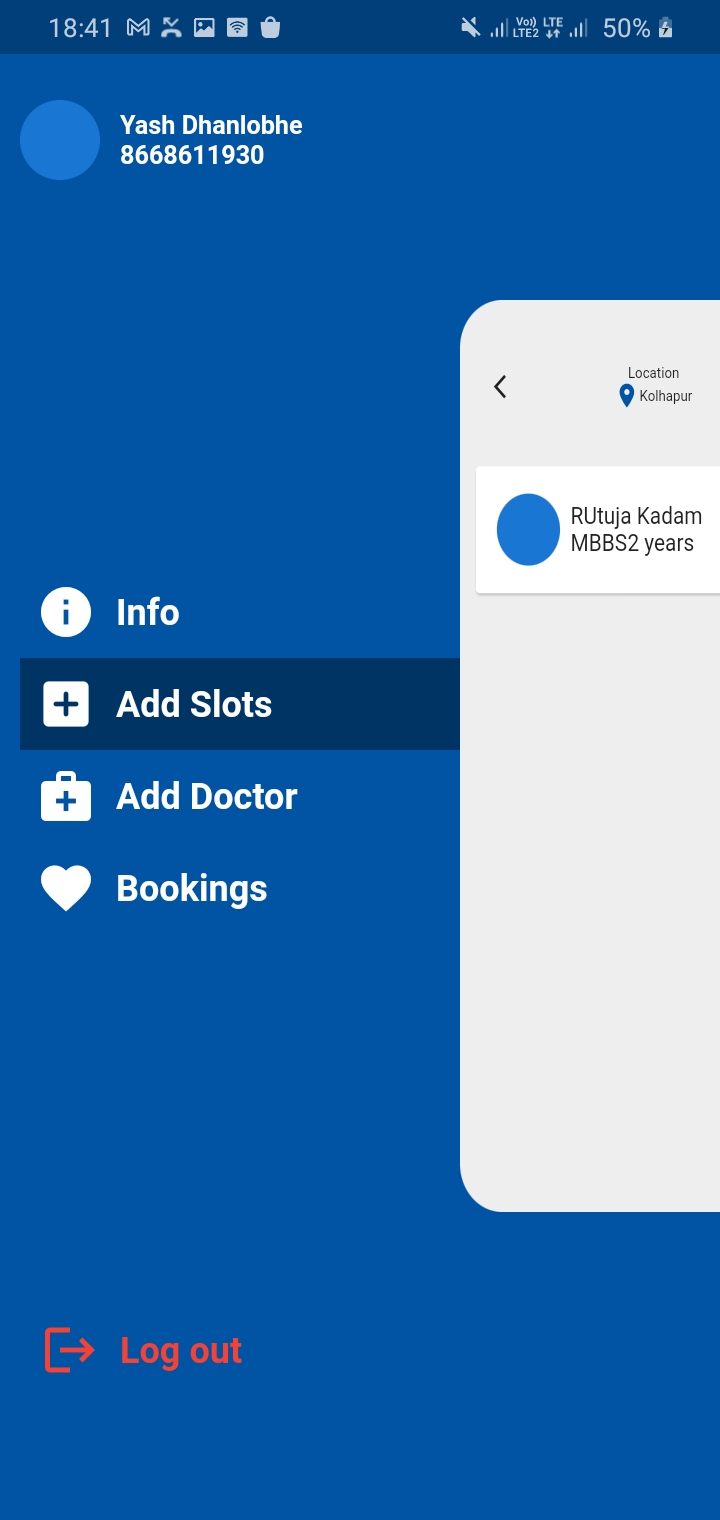 18:41
Vo)) LTE
LTE2
50%
Yash Dhanlobhe
8668611930
Location
Kolhapur
RUtuja Kadam
MBBS2 years
Info
Add Slots
Add Doctor
Bookings
Log out